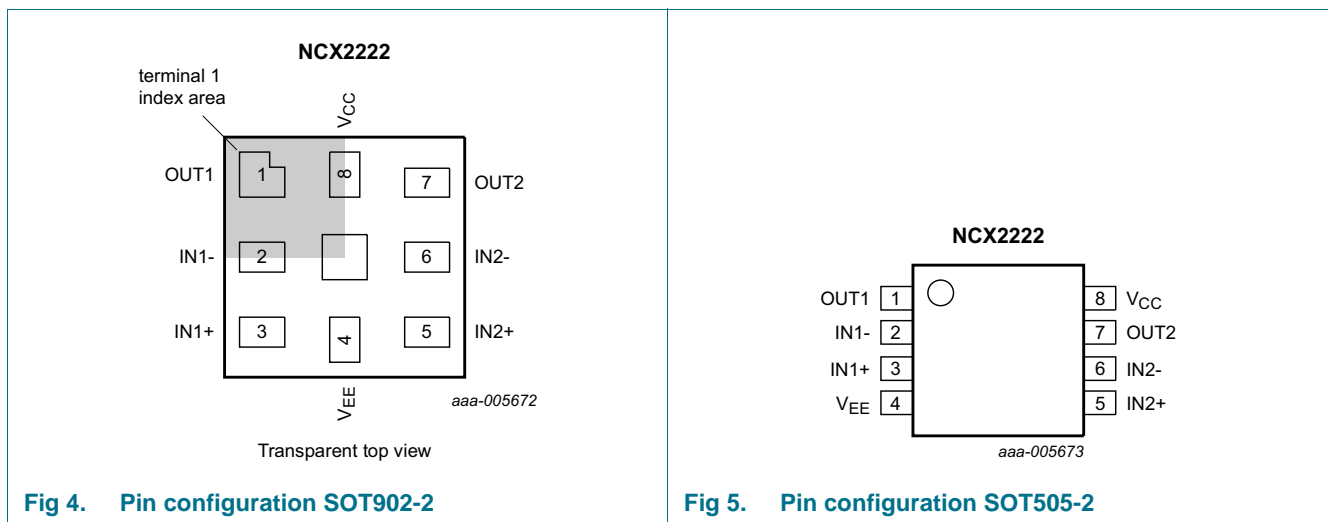 NCX2222
terminal 1
index area
VCC
OUT1 1 8 7 OUT2
IN1- 2 6 IN2-
IN1+ 3 4 5 IN2+
VEE
aaa-005672
Transparent top view
Fig 4. Pin configuration SOT902-2
NCX2222
OUT1 1 8 VCC
IN1- 2 7 OUT2
IN1+ 3 6 IN2-
VEE 4 5 IN2+
aaa-005673
Fig 5. Pin configuration SOT505-2